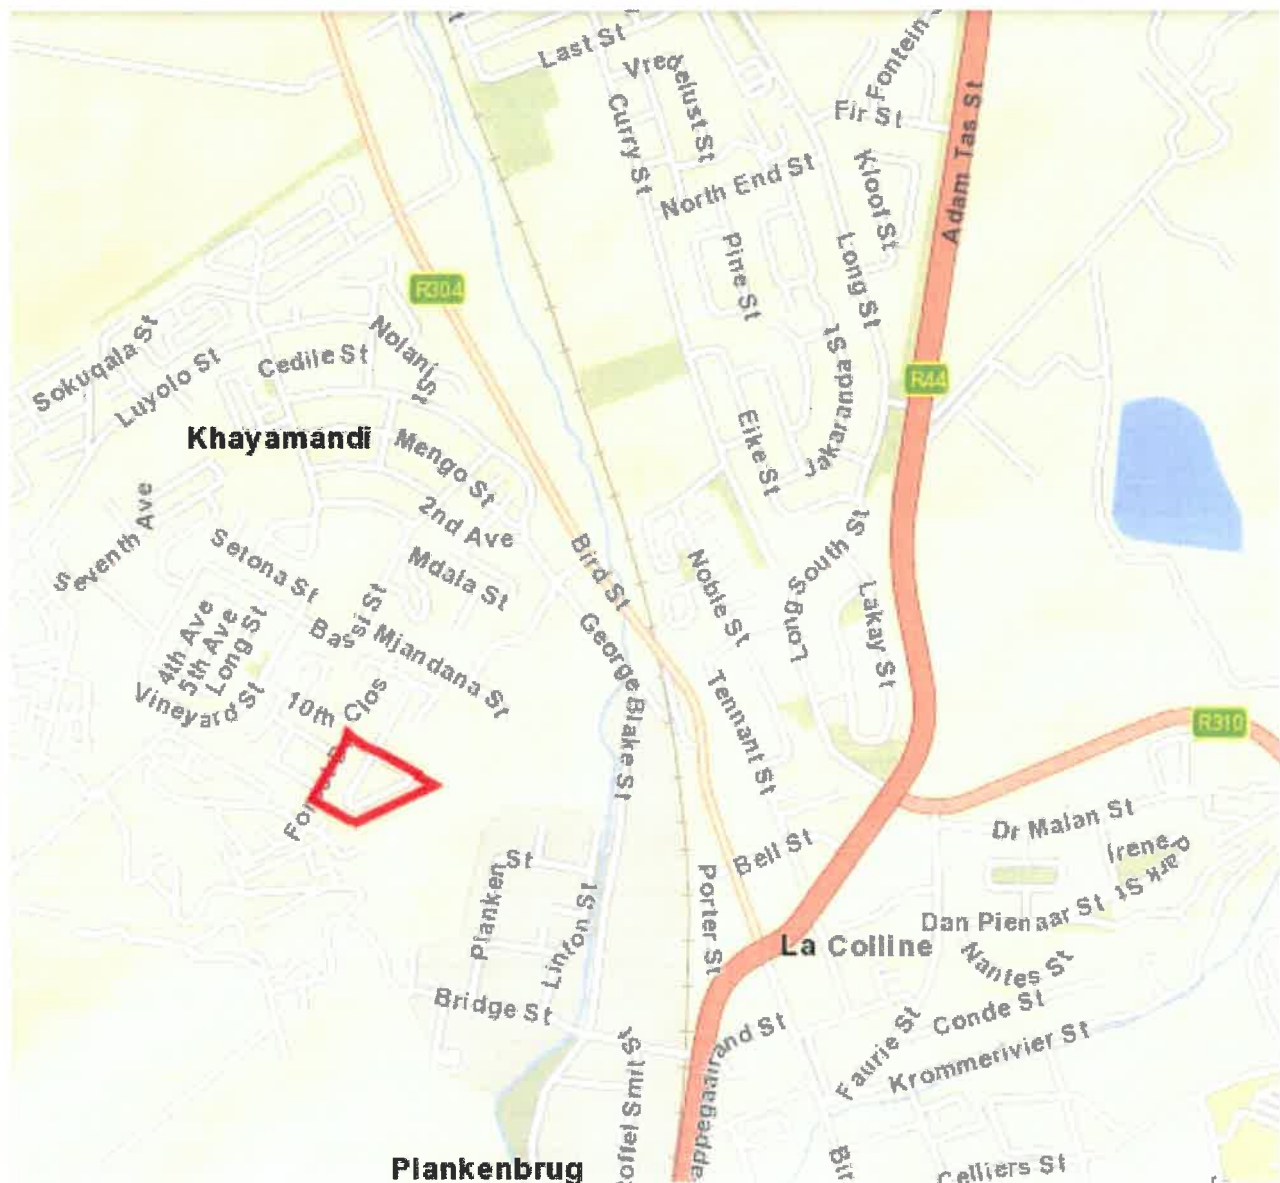 Last St
Vredelust St
Fontein
Fir St
Curry St
Adam Tas St
North End St
Kloof St
Pine St
Long St
R304
Sokuqala St
Luyolo St
Cedile St
Nolani St
Jakaranda St
R44
Khayamandi
Mengo St
Eike St
2nd Ave
Seventh Ave
Setona St
Mdala St
Bird St
Noble St
Long South St
Lakay St
4th Ave
5th Ave
Long St
Bassi St
Mjandana St
George Blake St
Vineyard St
10th Clos
Tennant St
R310
Dr Malan St
Irene Park St
Bell St
Planken St
Porter St
Linton St
Dan Pienaar St
La Colline
Nantes St
Bridge St
Conde St
Faurie St
Krommerivier St
offel Smit St
appegaairand St
Bir
Celliers St
Plankenbrug